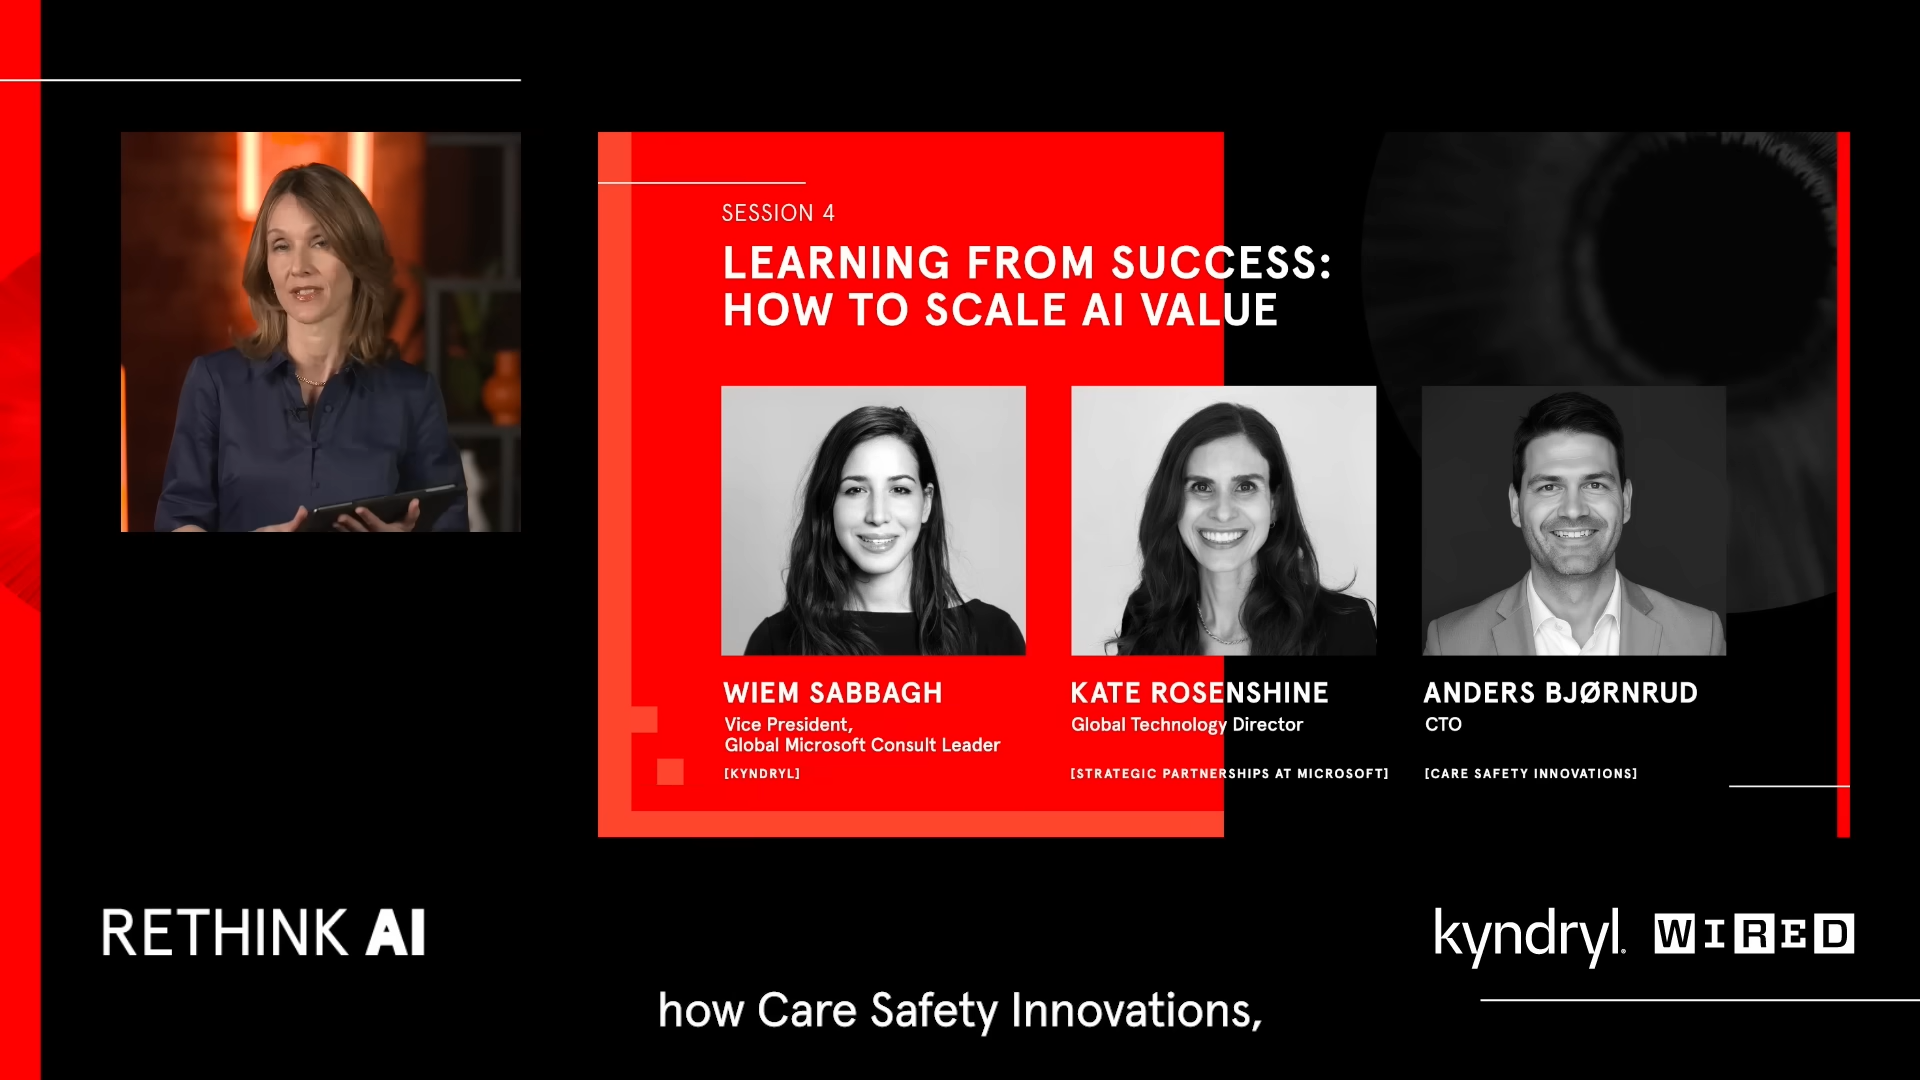 SESSION 4
LEARNING FROM SUCCESS:
HOW TO SCALE AI VALUE
WIEM SABBAGH
Vice President,
Global Microsoft Consult Leader
[KYNDRYL]
KATE ROSENSHINE
Global Technology Director
[STRATEGIC PARTNERSHIPS AT MICROSOFT]
ANDERS BJØRNRUD
CTO
[CARE SAFETY INNOVATIONS]
RETHINK AI
kyndryl. WIRED
how Care Safety Innovations,